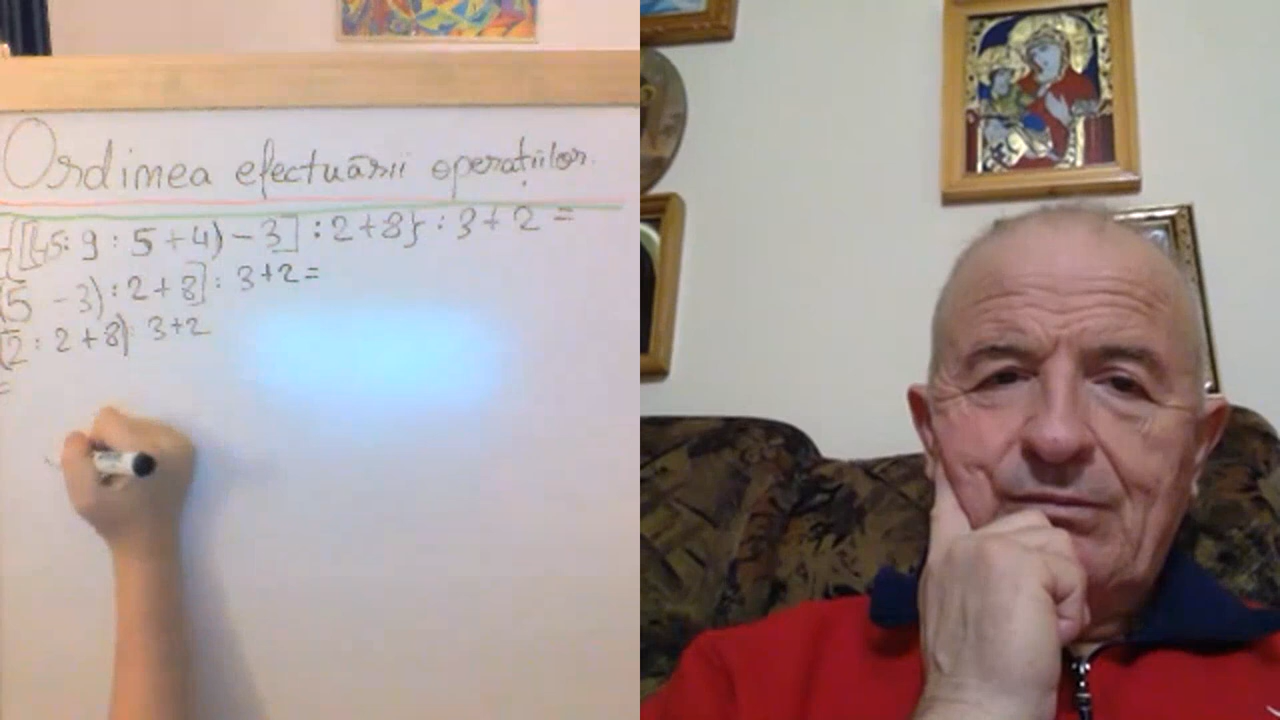 Ordinea efectuării operațiilor.
{[(45:9:5+4)-3]:2+8}:3+2=
(5-3):2+8]:3+2=
(2:2+8):3+2
=